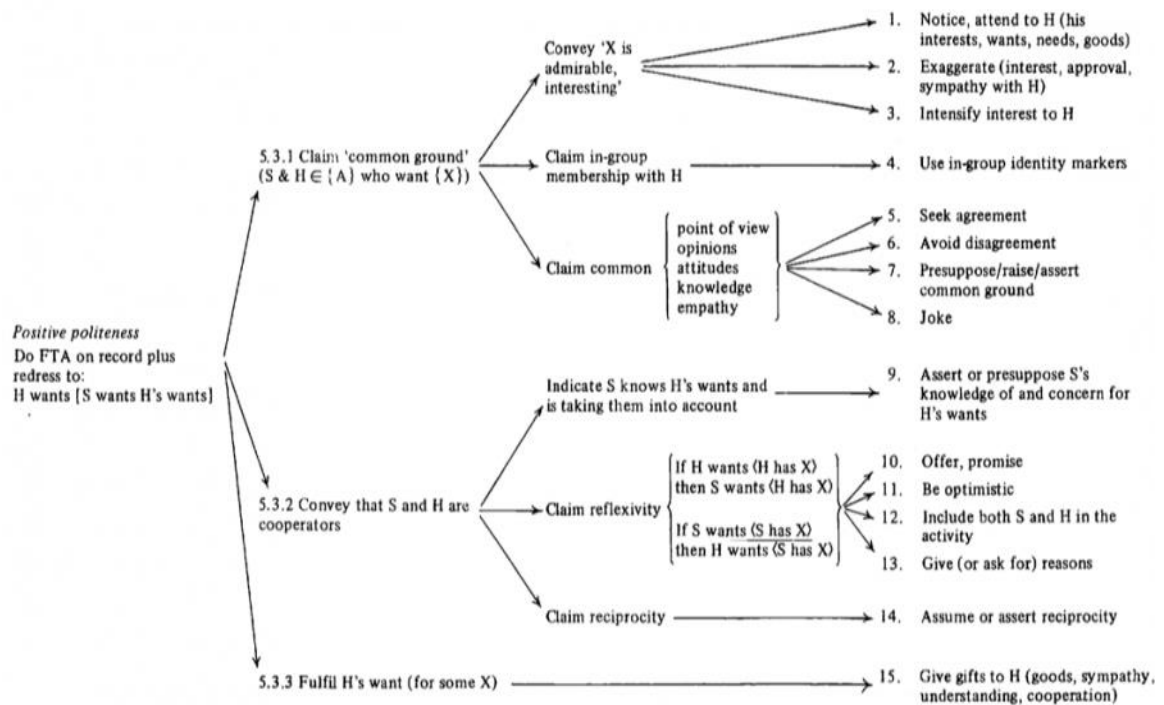 Positive politeness
Do FTA on record plus
redress to:
H wants [S wants H's wants]
5.3.1 Claim 'common ground'
(S & H ∈ {A} who want {X})
Convey 'X is
admirable,
interesting'
1. Notice, attend to H (his
interests, wants, needs, goods)
2. Exaggerate (interest, approval,
sympathy with H)
3. Intensify interest to H
Claim in-group
membership with H
4. Use in-group identity markers
Claim common
point of view
opinions
attitudes
knowledge
empathy
5. Seek agreement
6. Avoid disagreement
7. Presuppose/raise/assert
common ground
8. Joke
5.3.2 Convey that S and H are
cooperators
Indicate S knows H's wants and
is taking them into account
9. Assert or presuppose S's
knowledge of and concern for
H's wants
Claim reflexivity
If H wants ⟨H has X⟩
then S wants ⟨H has X⟩
If S wants ⟨S has X⟩
then H wants ⟨S has X⟩
10. Offer, promise
11. Be optimistic
12. Include both S and H in the
activity
13. Give (or ask for) reasons
Claim reciprocity
14. Assume or assert reciprocity
5.3.3 Fulfil H's want (for some X)
15. Give gifts to H (goods, sympathy,
understanding, cooperation)